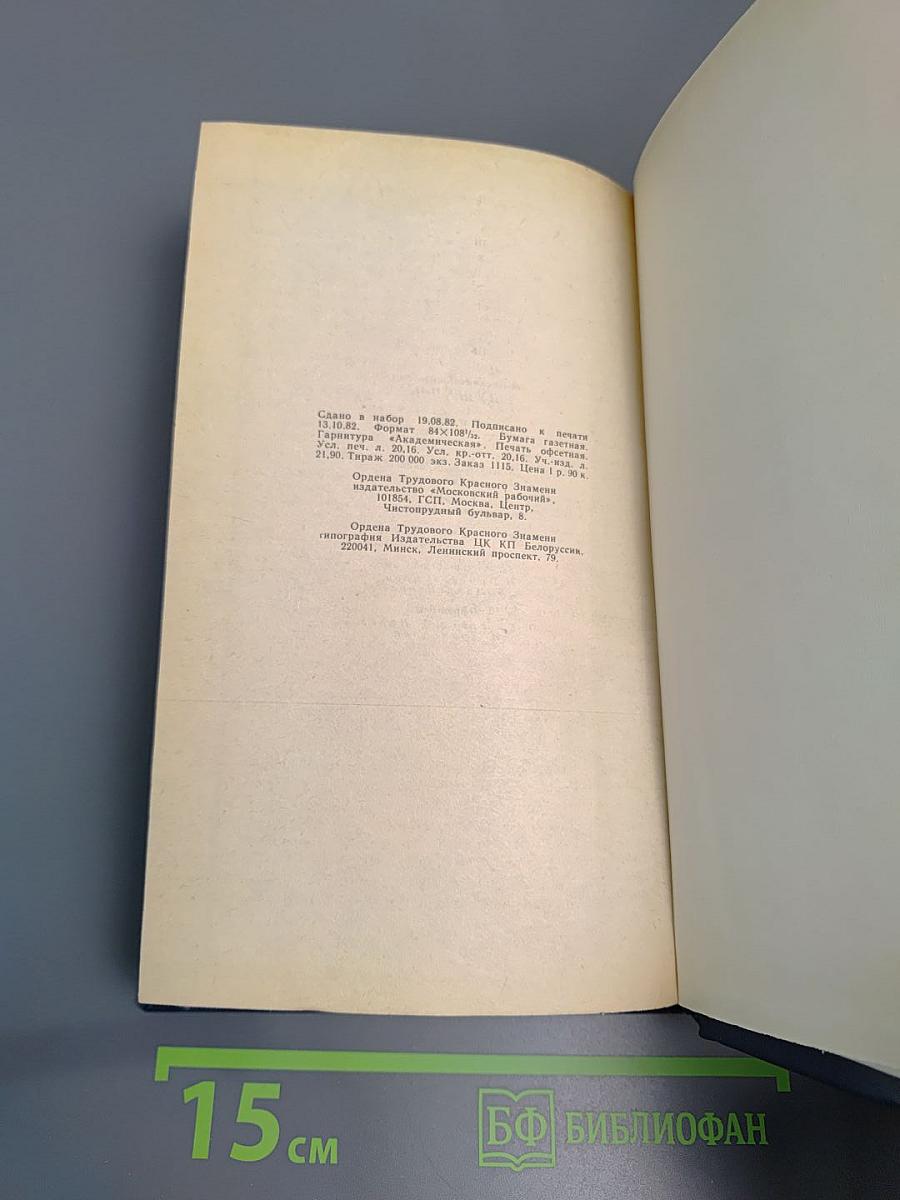 Сдано в набор 19.08.82. Подписано к печати
13.10.82. Формат 84×108¹/₃₂. Бумага газетная.
Гарнитура «Академическая». Печать офсетная.
Усл. печ. л. 20,16. Усл. кр.-отт. 20,16. Уч.-изд. л.
21,90. Тираж 200 000 экз. Заказ 1115. Цена 1 р. 90 к.
Ордена Трудового Красного Знамени
издательство «Московский рабочий»,
101854, ГСП, Москва, Центр,
Чистопрудный бульвар, 8.
Ордена Трудового Красного Знамени
типография Издательства ЦК КП Белоруссии.
220041, Минск, Ленинский проспект, 79.
15 см
БФ БИБЛИОФАН